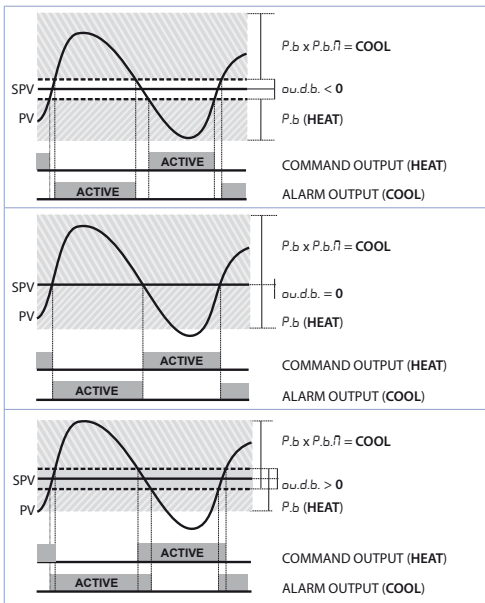 P.b x P.b.M = COOL
SPV
ou.d.b. < 0
PV
P.b (HEAT)
ACTIVE
COMMAND OUTPUT (HEAT)
ACTIVE
ALARM OUTPUT (COOL)
P.b x P.b.M = COOL
SPV
ou.d.b. = 0
PV
P.b (HEAT)
ACTIVE
COMMAND OUTPUT (HEAT)
ACTIVE
ALARM OUTPUT (COOL)
P.b x P.b.M = COOL
SPV
ou.d.b. > 0
PV
P.b (HEAT)
ACTIVE
COMMAND OUTPUT (HEAT)
ACTIVE
ALARM OUTPUT (COOL)